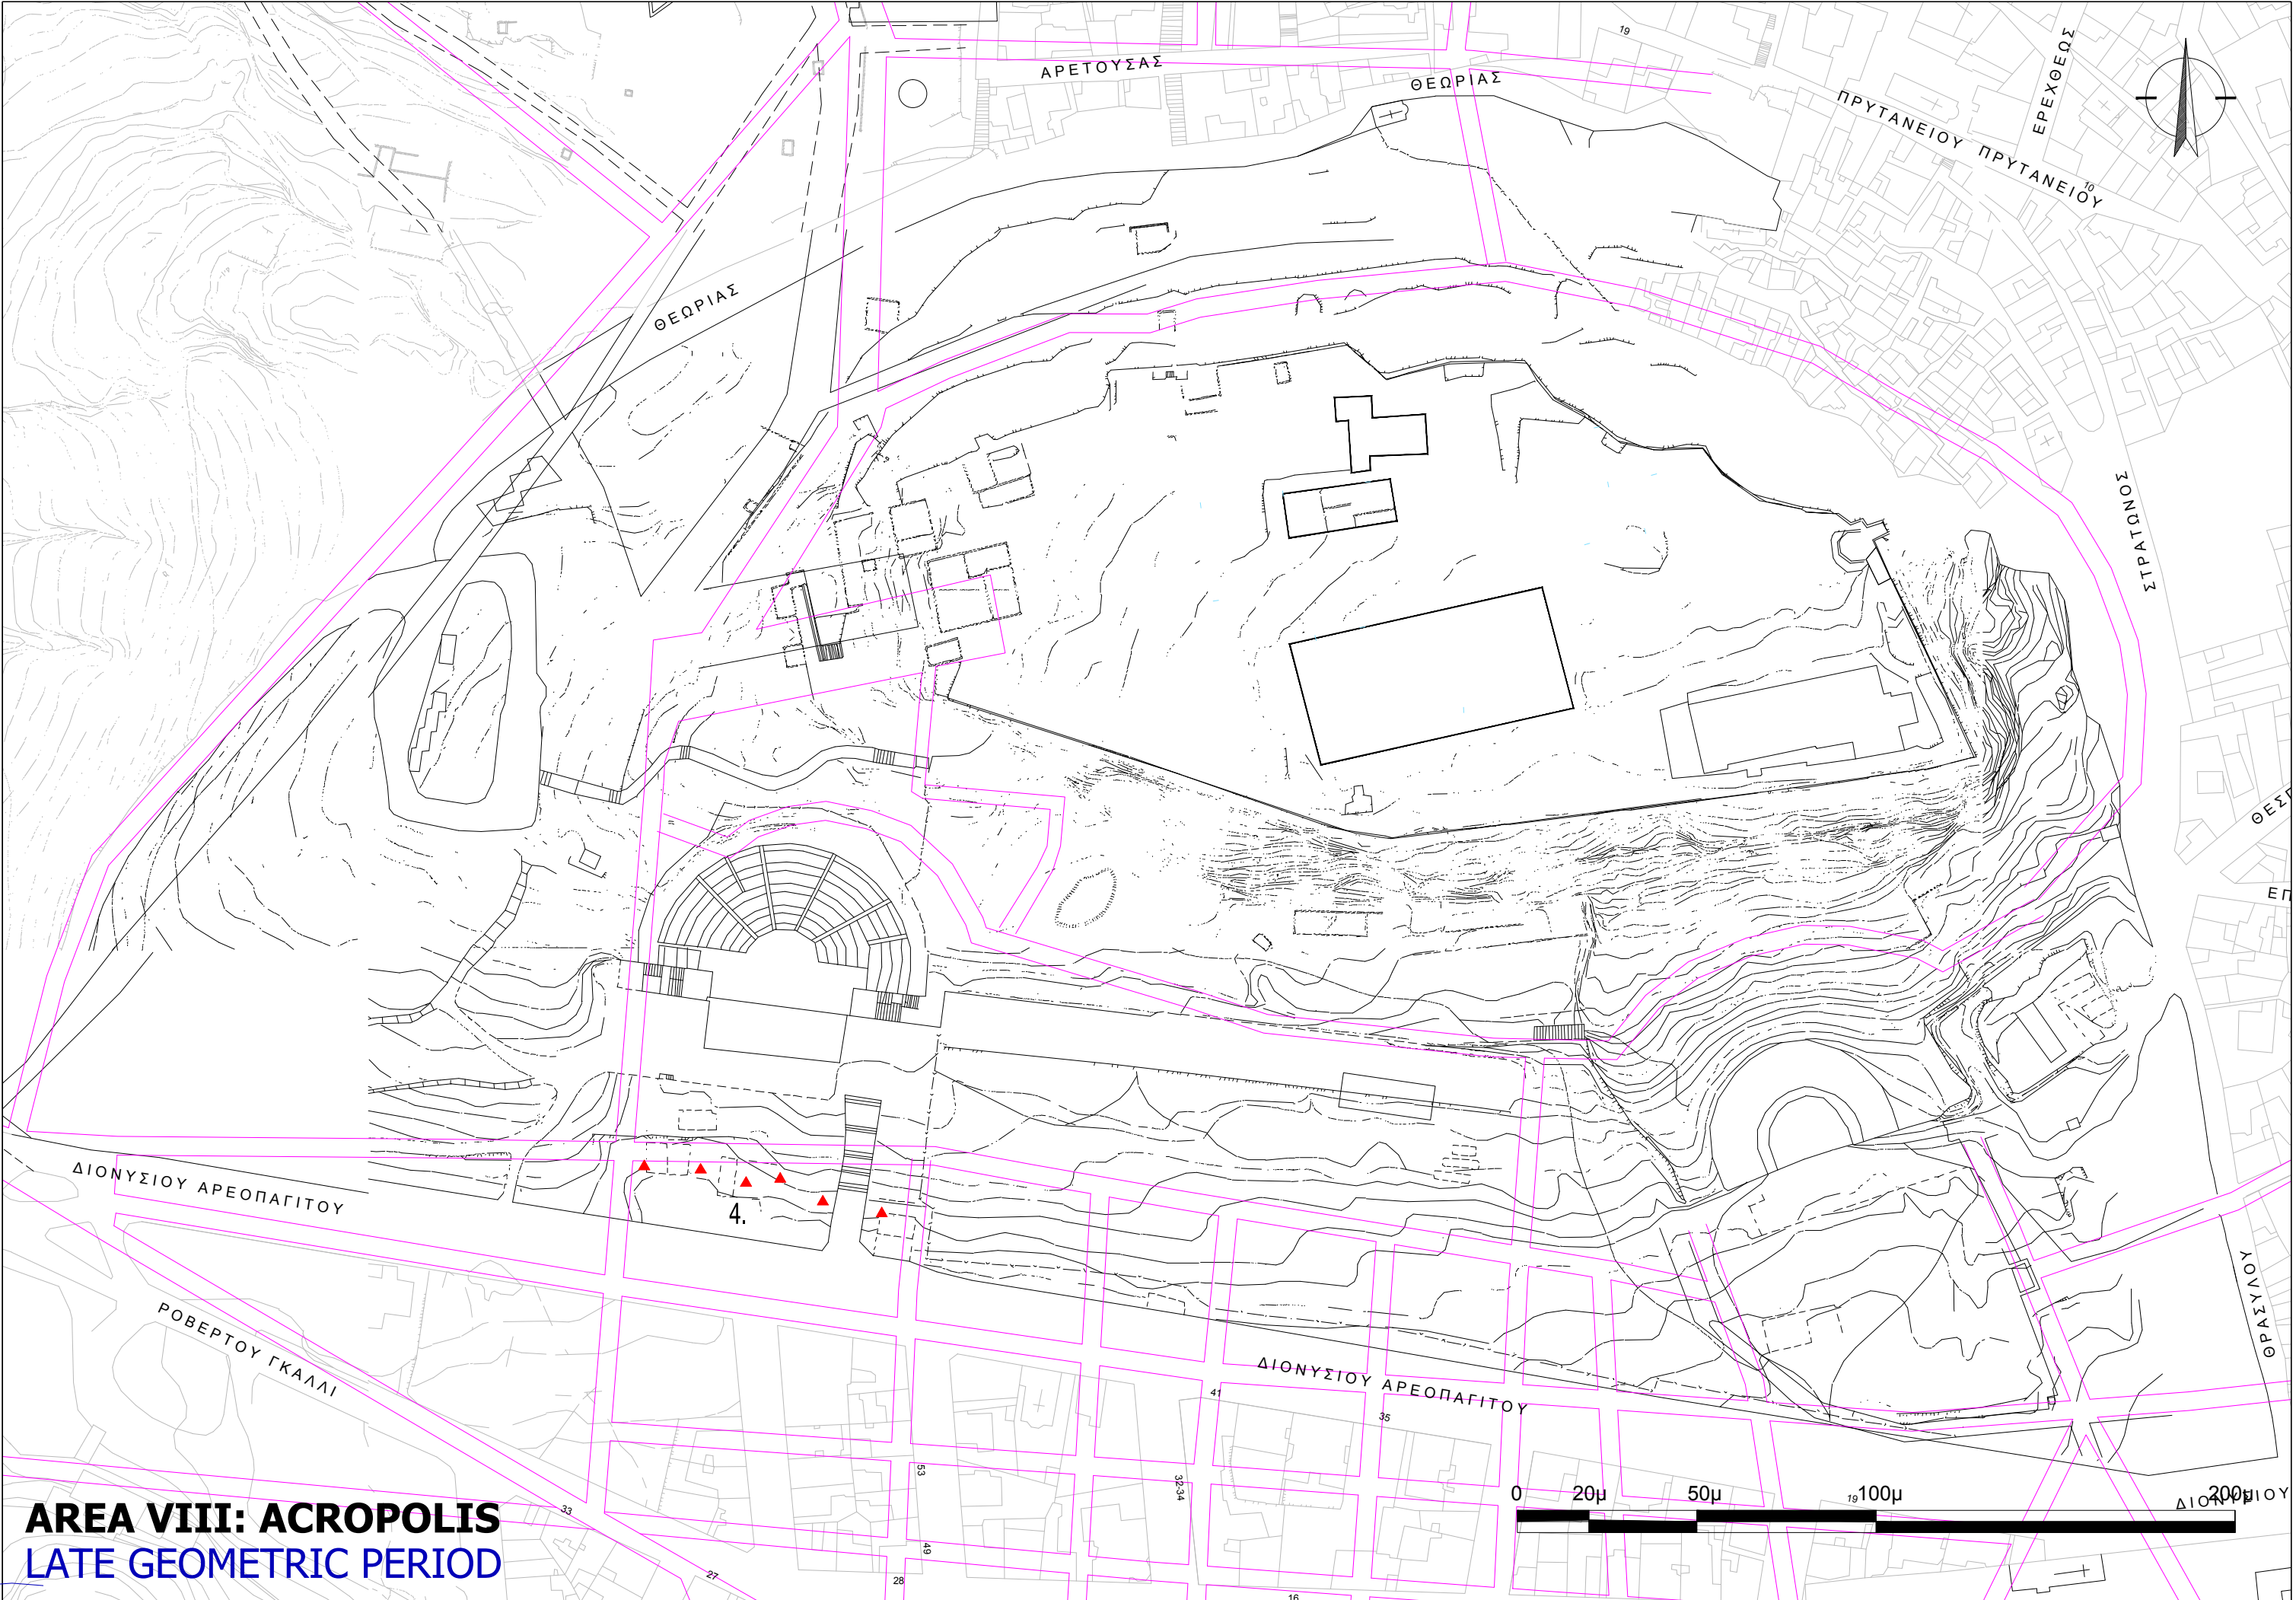 19
ΑΡΕΤΟΥΣΑΣ
ΘΕΩΡΙΑΣ
ΠΡΥΤΑΝΕΙΟΥ
ΠΡΥΤΑΝΕΙΟΥ
10
ΕΡΕΧΘΕΩΣ
ΘΕΩΡΙΑΣ
ΣΤΡΑΤΩΝΟΣ
ΕΠ
4.
ΔΙΟΝΥΣΙΟΥ ΑΡΕΟΠΑΓΙΤΟΥ
ΡΟΒΕΡΤΟΥ ΓΚΑΛΛΙ
ΔΙΟΝΥΣΙΟΥ ΑΡΕΟΠΑΓΙΤΟΥ
ΘΡΑΣΥΛΟΥ
41
35
53
32-34
33
49
27
28
16
19
0 20μ 50μ 100μ 200μ
ΔΙΟΝΥΣΙΟΥ
AREA VIII: ACROPOLIS
LATE GEOMETRIC PERIOD